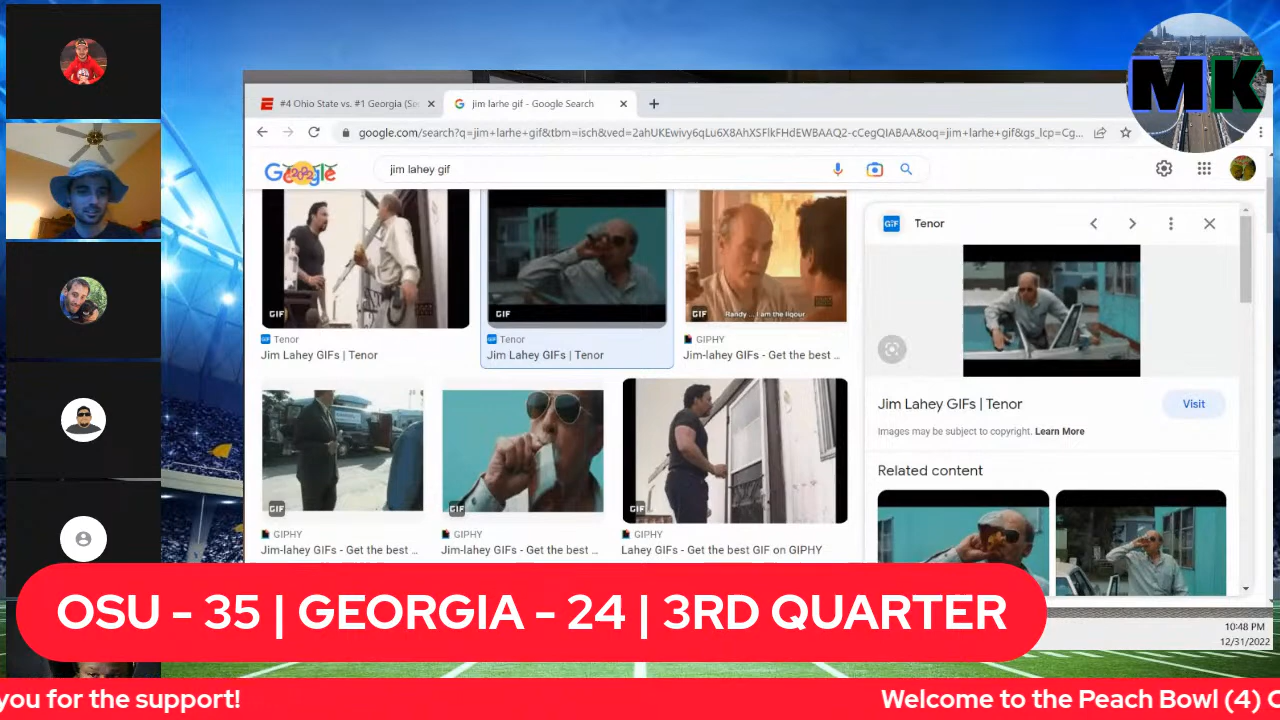 MK
#4 Ohio State vs. #1 Georgia (Se
jim larhe gif - Google Search
google.com/search?q=jim+larhe+gif&tbm=isch&ved=2ahUKEwivy6qLu6X8AhXSFlkFHQEWBAAQ2-cCegQIABAA&oq=jim+larhe+gif&gs_lcp=Cg...
Google
jim lahey gif
GIF
GIF
GIF
Randy ... I am the liqour
Tenor
Tenor
GIPHY
Jim Lahey GIFs | Tenor
Jim Lahey GIFs | Tenor
Jim-lahey GIFs - Get the best ...
GIF
GIF
GIF
GIPHY
GIPHY
GIPHY
Jim-lahey GIFs - Get the best ...
Jim-lahey GIFs - Get the best ...
Lahey GIFs - Get the best GIF on GIPHY
GIF
Tenor
Jim Lahey GIFs | Tenor
Visit
Images may be subject to copyright. Learn More
Related content
OSU - 35 | GEORGIA - 24 | 3RD QUARTER
10:48 PM
12/31/2022
you for the support!
Welcome to the Peach Bowl (4) O